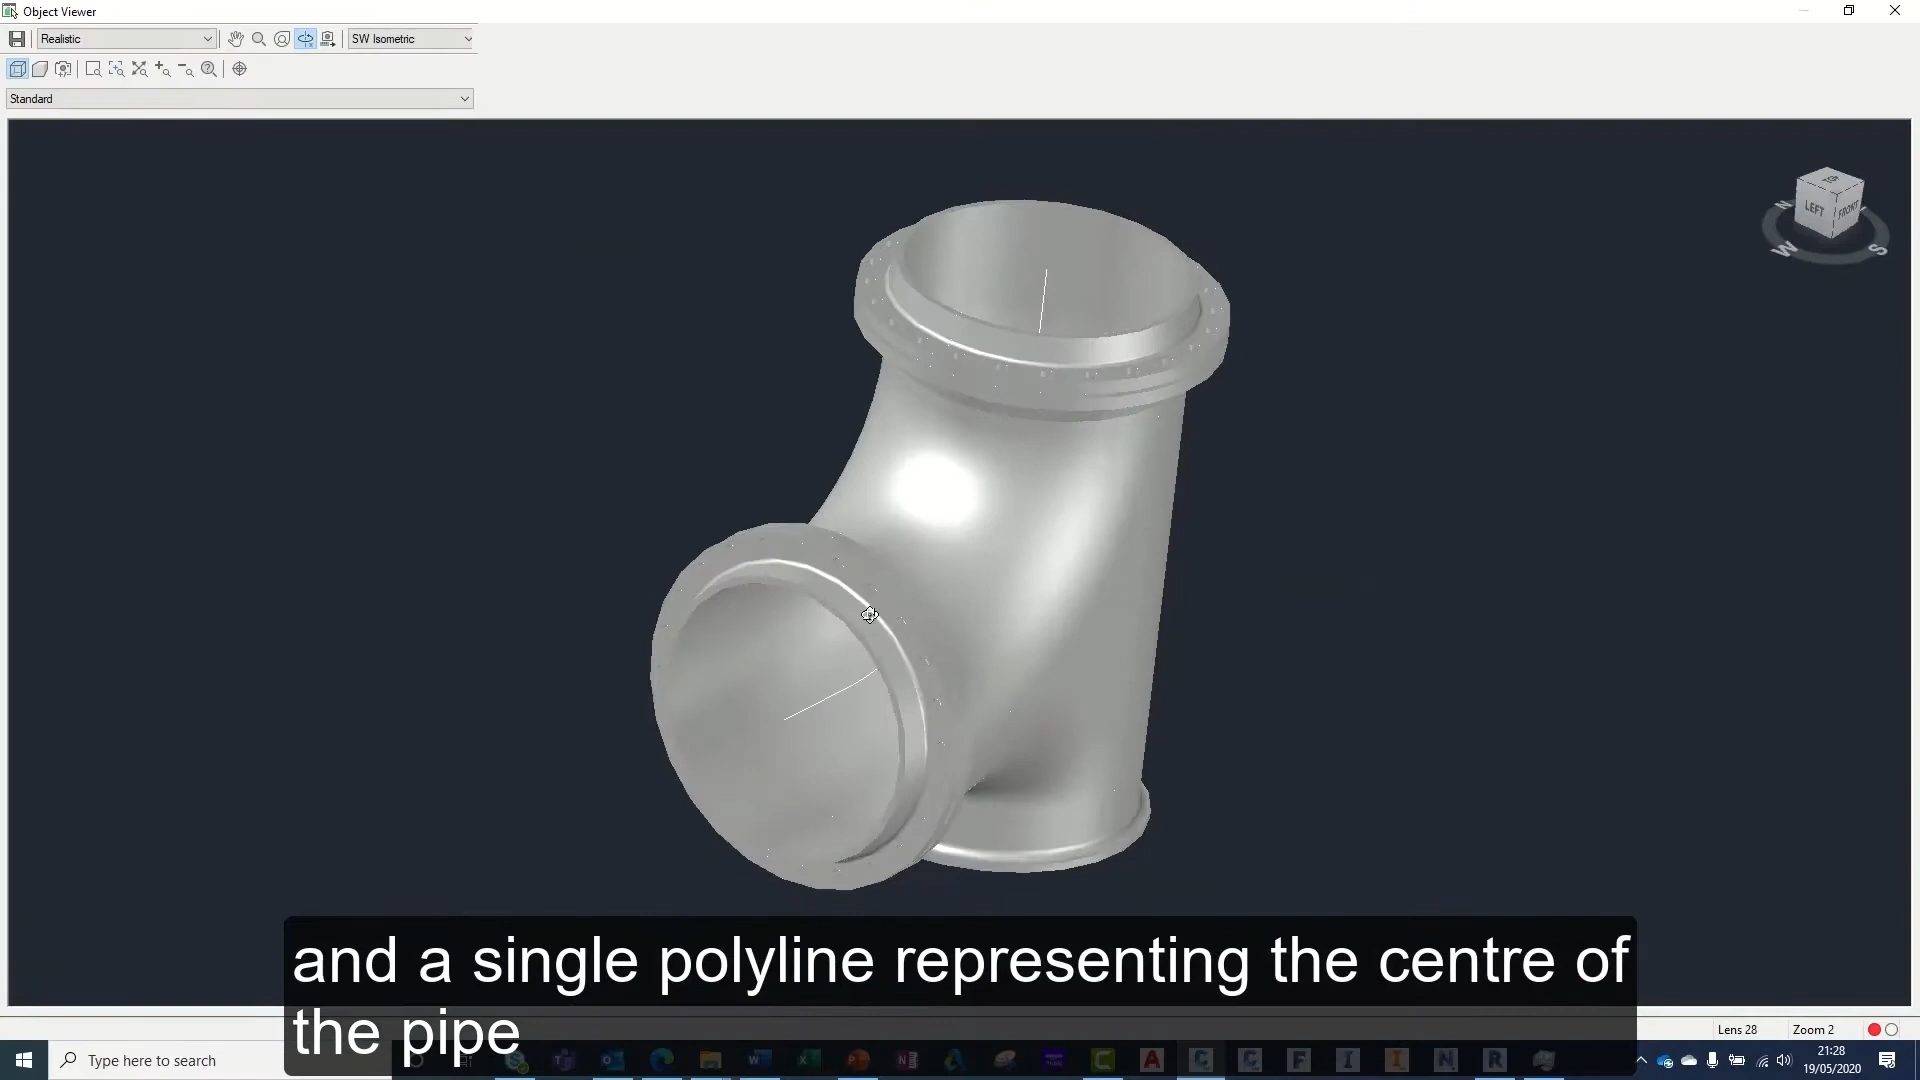 Object Viewer
Realistic
SW Isometric
Standard
TOP
LEFT
FRONT
N
W
S
and a single polyline representing the centre of
the pipe
Lens 28
Zoom 2
Type here to search
21:28
19/05/2020